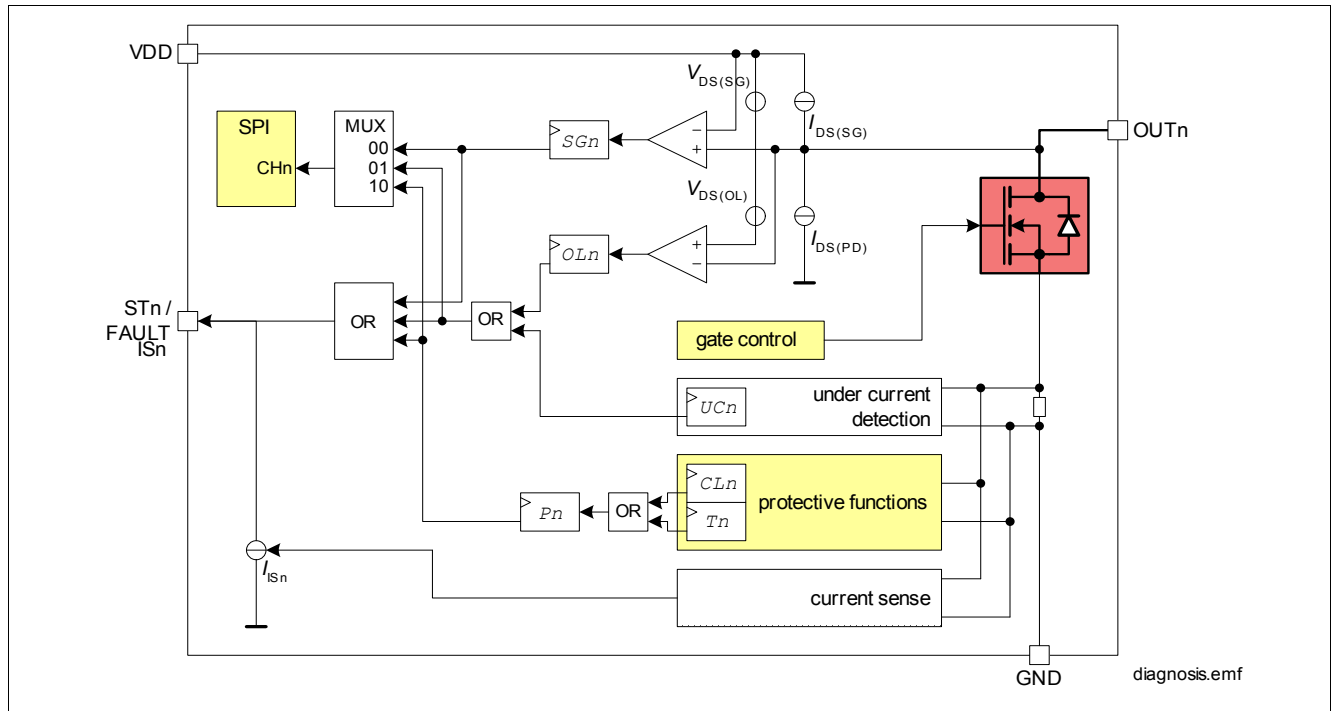 VDD
SPI
CHn
MUX
00
01
10
SGn
−
+
VDS(SG)
IDS(SG)
OUTn
VDS(OL)
IDS(PD)
OLn
+
−
STn /
FAULT
ISn
OR
OR
gate control
UCn
under current
detection
Pn
OR
CLn
Tn
protective functions
IISn
current sense
GND
diagnosis.emf